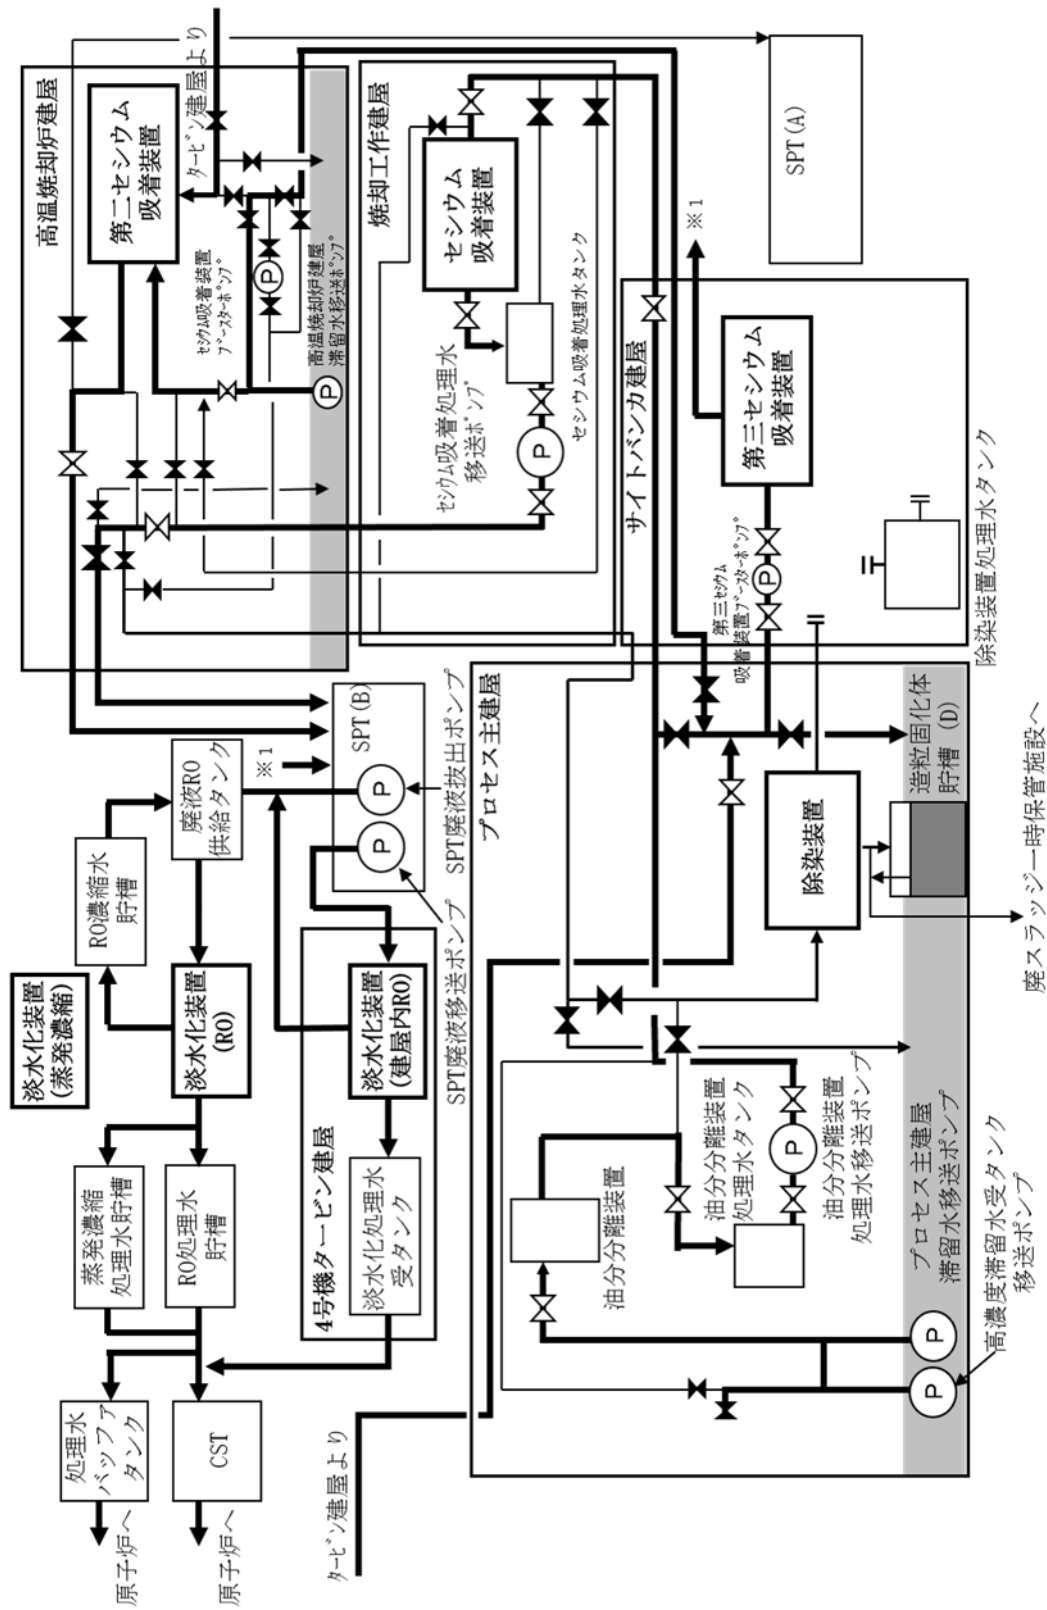 原子炉へ
処理水
バッファ
タンク
原子炉へ
CST
蒸発濃縮
処理水貯槽
RO処理水
貯槽
淡水化装置
(蒸発濃縮)
淡水化装置
(RO)
RO濃縮水
貯槽
廃液RO
供給タンク
※1
4号機タービン建屋
淡水化処理水
受タンク
淡水化装置
(建屋内RO)
SPT(B)
P
P
SPT廃液移送ポンプ
SPT廃液抜出ポンプ
高温焼却炉建屋
第二セシウム
吸着装置
タービン建屋より
セシウム吸着装置
ブースターポンプ
P
高温焼却炉建屋
滞留水移送ポンプ
P
焼却工作建屋
セシウム
吸着装置
セシウム吸着処理水
移送ポンプ
P
セシウム吸着処理水タンク
SPT(A)
サイトバンカ建屋
第三セシウム
吸着装置
※1
第三セシウム
吸着装置ブースターポンプ
P
除染装置処理水タンク
タービン建屋より
プロセス主建屋
油分分離装置
油分分離装置
処理水タンク
油分分離装置
処理水移送ポンプ
P
除染装置
造粒固化体
貯槽(D)
廃スラッジ一時保管施設へ
プロセス主建屋
滞留水移送ポンプ
P
P
高濃度滞留水受タンク
移送ポンプ